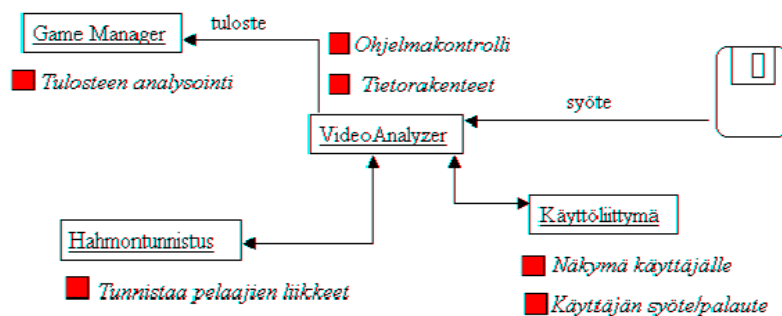 tuloste
Game Manager
Ohjelmakontrolli
Tulosteen analysointi
Tietorakenteet
syöte
VideoAnalyzer
Käyttöliittymä
Hahmontunnistus
Näkymä käyttäjälle
Tunnistaa pelaajien liikkeet
Käyttäjän syöte/palaute